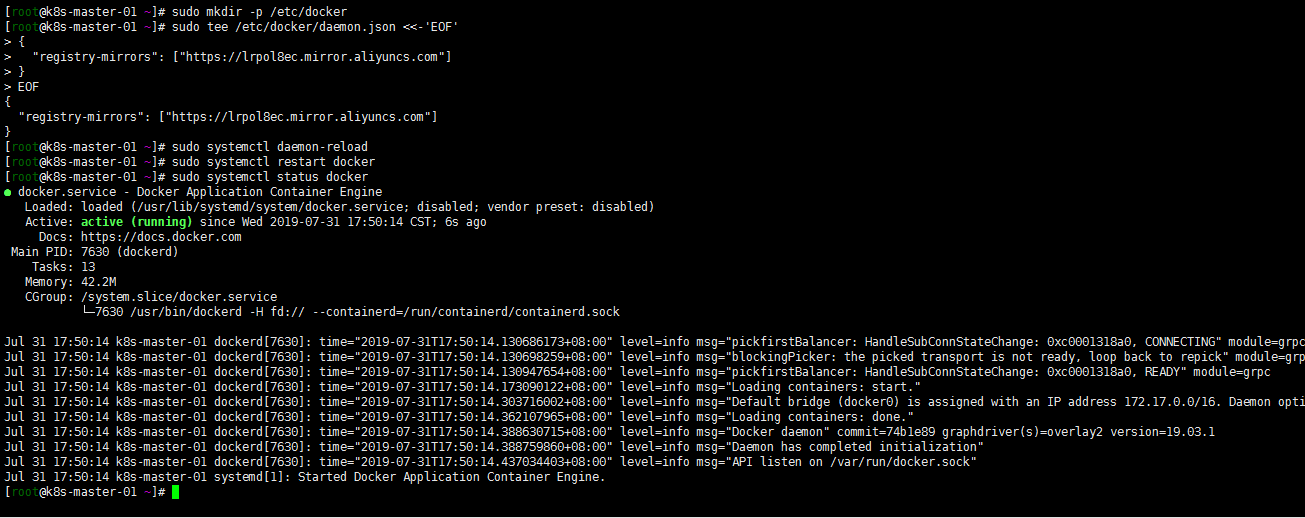 [root@k8s-master-01 ~]# sudo mkdir -p /etc/docker
[root@k8s-master-01 ~]# sudo tee /etc/docker/daemon.json <<-'EOF'
> {
>   "registry-mirrors": ["https://lrpol8ec.mirror.aliyuncs.com"]
> }
> EOF
{
  "registry-mirrors": ["https://lrpol8ec.mirror.aliyuncs.com"]
}
[root@k8s-master-01 ~]# sudo systemctl daemon-reload
[root@k8s-master-01 ~]# sudo systemctl restart docker
[root@k8s-master-01 ~]# sudo systemctl status docker
● docker.service - Docker Application Container Engine
   Loaded: loaded (/usr/lib/systemd/system/docker.service; disabled; vendor preset: disabled)
   Active: active (running) since Wed 2019-07-31 17:50:14 CST; 6s ago
     Docs: https://docs.docker.com
 Main PID: 7630 (dockerd)
    Tasks: 13
   Memory: 42.2M
   CGroup: /system.slice/docker.service
           └─7630 /usr/bin/dockerd -H fd:// --containerd=/run/containerd/containerd.sock
Jul 31 17:50:14 k8s-master-01 dockerd[7630]: time="2019-07-31T17:50:14.130686173+08:00" level=info msg="pickfirstBalancer: HandleSubConnStateChange: 0xc0001318a0, CONNECTING" module=grpc
Jul 31 17:50:14 k8s-master-01 dockerd[7630]: time="2019-07-31T17:50:14.130698259+08:00" level=info msg="blockingPicker: the picked transport is not ready, loop back to repick" module=grp
Jul 31 17:50:14 k8s-master-01 dockerd[7630]: time="2019-07-31T17:50:14.130947654+08:00" level=info msg="pickfirstBalancer: HandleSubConnStateChange: 0xc0001318a0, READY" module=grpc
Jul 31 17:50:14 k8s-master-01 dockerd[7630]: time="2019-07-31T17:50:14.173090122+08:00" level=info msg="Loading containers: start."
Jul 31 17:50:14 k8s-master-01 dockerd[7630]: time="2019-07-31T17:50:14.303716002+08:00" level=info msg="Default bridge (docker0) is assigned with an IP address 172.17.0.0/16. Daemon opti
Jul 31 17:50:14 k8s-master-01 dockerd[7630]: time="2019-07-31T17:50:14.362107965+08:00" level=info msg="Loading containers: done."
Jul 31 17:50:14 k8s-master-01 dockerd[7630]: time="2019-07-31T17:50:14.388630715+08:00" level=info msg="Docker daemon" commit=74b1e89 graphdriver(s)=overlay2 version=19.03.1
Jul 31 17:50:14 k8s-master-01 dockerd[7630]: time="2019-07-31T17:50:14.388759860+08:00" level=info msg="Daemon has completed initialization"
Jul 31 17:50:14 k8s-master-01 dockerd[7630]: time="2019-07-31T17:50:14.437034403+08:00" level=info msg="API listen on /var/run/docker.sock"
Jul 31 17:50:14 k8s-master-01 systemd[1]: Started Docker Application Container Engine.
[root@k8s-master-01 ~]#